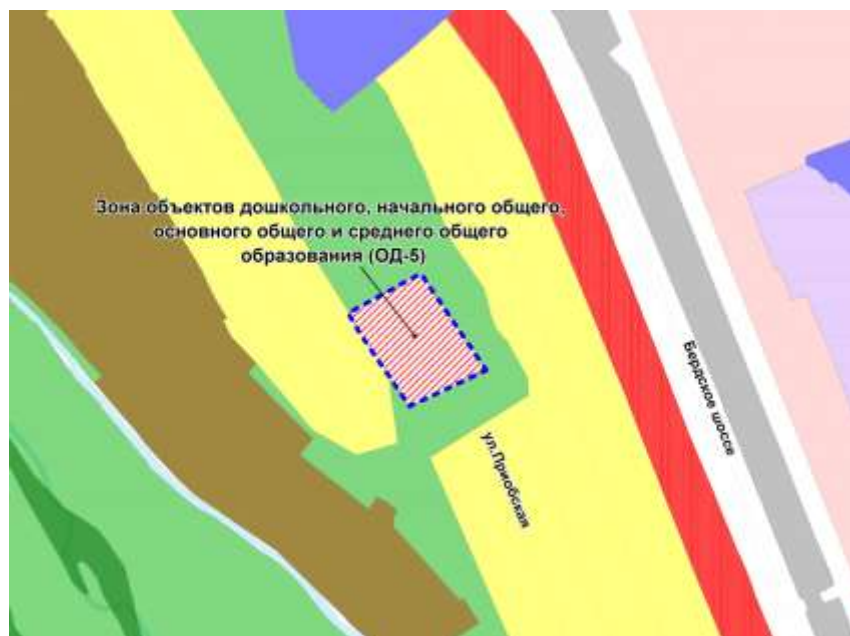 Зона объектов дошкольного, начального общего,
основного общего и среднего общего
образования (ОД-5)
Бердское шоссе
ул.Приобская